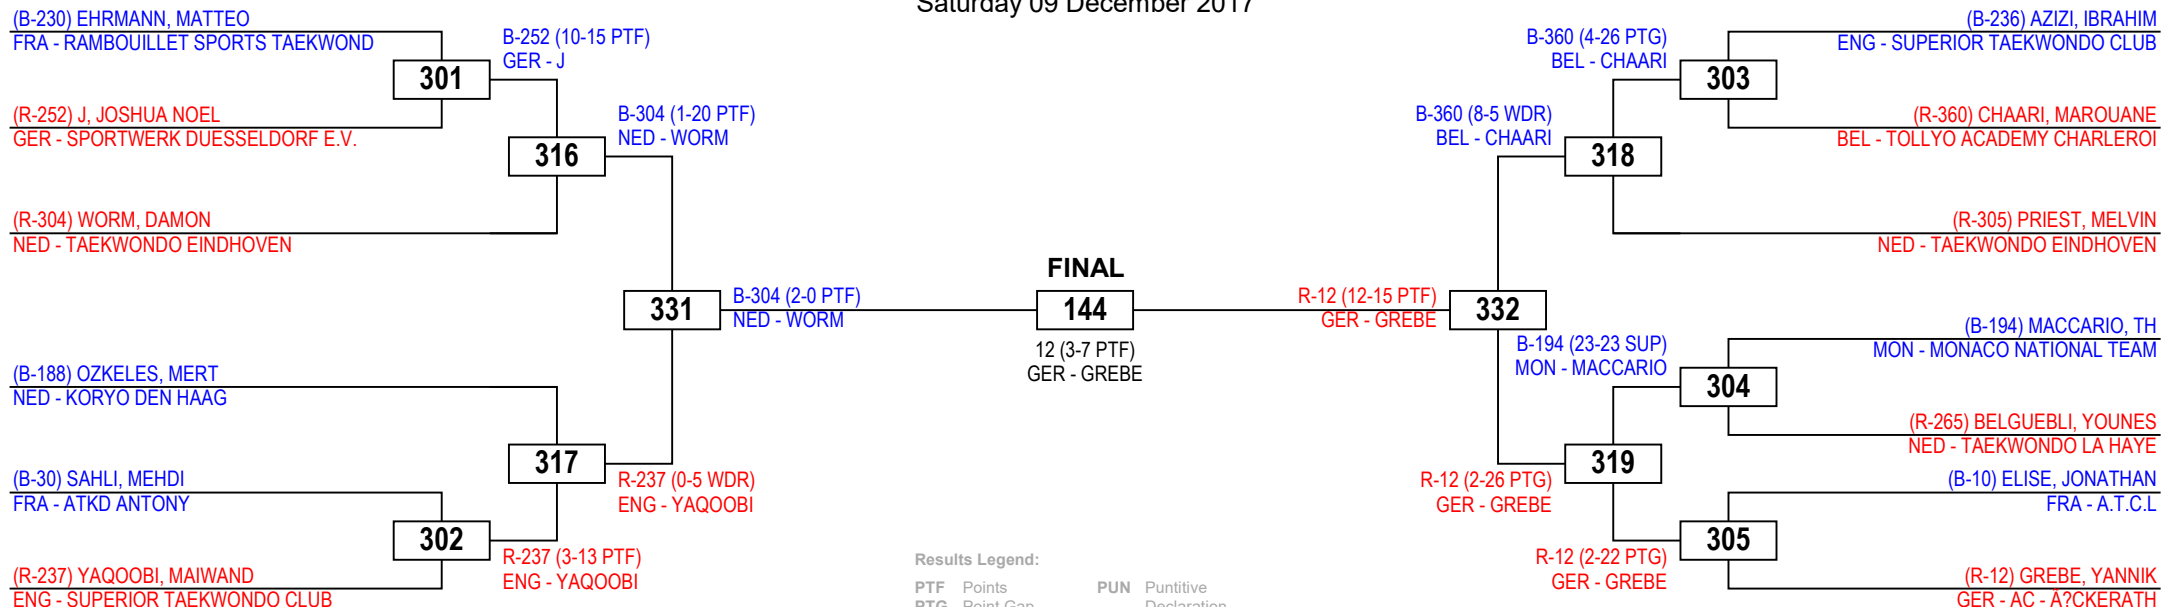 Saturday 09 December 2017
(B-230) EHRMANN, MATTEO
FRA - RAMBOUILLET SPORTS TAEKWOND
301
(R-252) J, JOSHUA NOEL
GER - SPORTWERK DUESSELDORF E.V.
B-252 (10-15 PTF)
GER - J
316
(R-304) WORM, DAMON
NED - TAEKWONDO EINDHOVEN
B-304 (1-20 PTF)
NED - WORM
331
B-304 (2-0 PTF)
NED - WORM
(B-188) OZKELES, MERT
NED - KORYO DEN HAAG
317
R-237 (0-5 WDR)
ENG - YAQOOBI
(B-30) SAHLI, MEHDI
FRA - ATKD ANTONY
302
R-237 (3-13 PTF)
ENG - YAQOOBI
(R-237) YAQOOBI, MAIWAND
ENG - SUPERIOR TAEKWONDO CLUB
FINAL
144
12 (3-7 PTF)
GER - GREBE
Results Legend:
PTF Points PUN Puntitive
PTG Point Gap Declaration
(B-236) AZIZI, IBRAHIM
ENG - SUPERIOR TAEKWONDO CLUB
B-360 (4-26 PTG)
BEL - CHAARI
303
(R-360) CHAARI, MAROUANE
BEL - TOLLYO ACADEMY CHARLEROI
B-360 (8-5 WDR)
BEL - CHAARI
318
(R-305) PRIEST, MELVIN
NED - TAEKWONDO EINDHOVEN
R-12 (12-15 PTF)
GER - GREBE
332
(B-194) MACCARIO, TH
MON - MONACO NATIONAL TEAM
B-194 (23-23 SUP)
MON - MACCARIO
304
(R-265) BELGUEBLI, YOUNES
NED - TAEKWONDO LA HAYE
319
R-12 (2-26 PTG)
GER - GREBE
(B-10) ELISE, JONATHAN
FRA - A.T.C.L
305
R-12 (2-22 PTG)
GER - GREBE
(R-12) GREBE, YANNIK
GER - AC - Ä?CKERATH